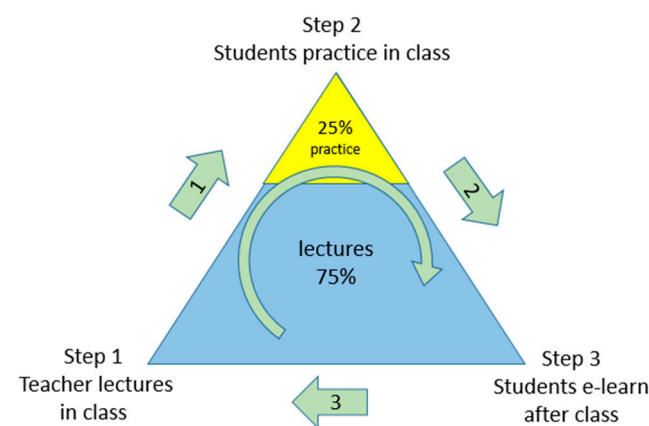 Step 2
Students practice in class
25%
practice
1
2
lectures
75%
Step 1
Teacher lectures
in class
3
Step 3
Students e-learn
after class